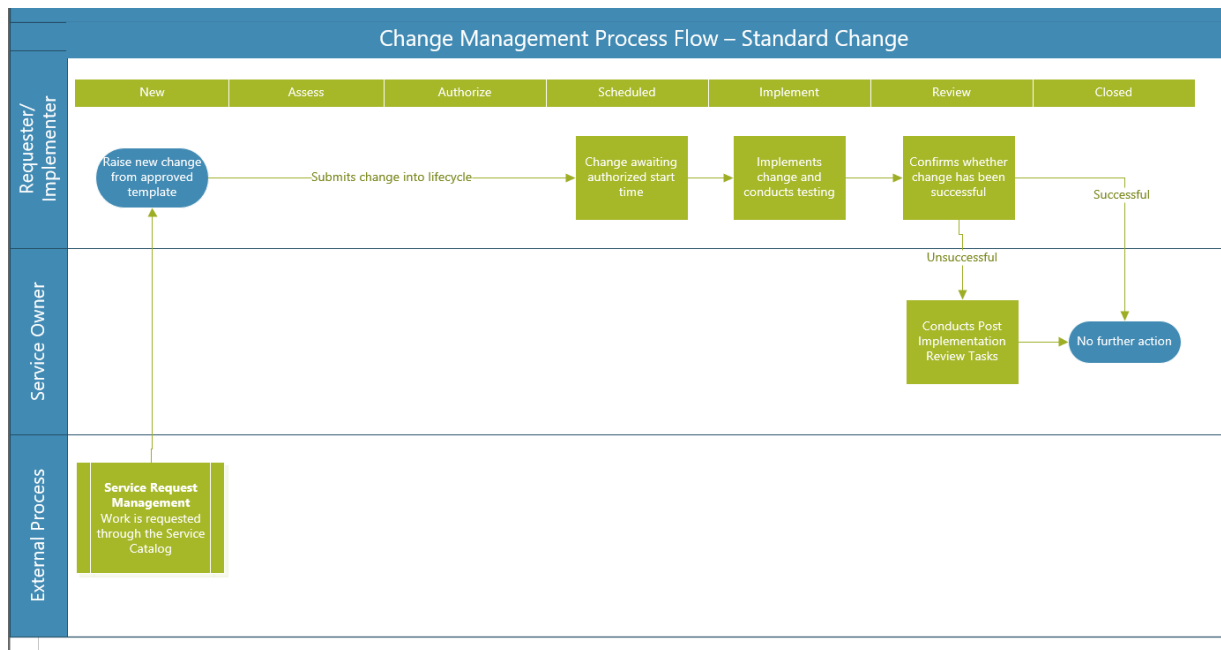 Change Management Process Flow – Standard Change
Requester/
Implementer
New
Assess
Authorize
Scheduled
Implement
Review
Closed
Raise new change
from approved
template
Submits change into lifecycle
Change awaiting
authorized start
time
Implements
change and
conducts testing
Confirms whether
change has been
successful
Successful
Unsuccessful
Service Owner
Conducts Post
Implementation
Review Tasks
No further action
External Process
Service Request
Management
Work is requested
through the Service
Catalog